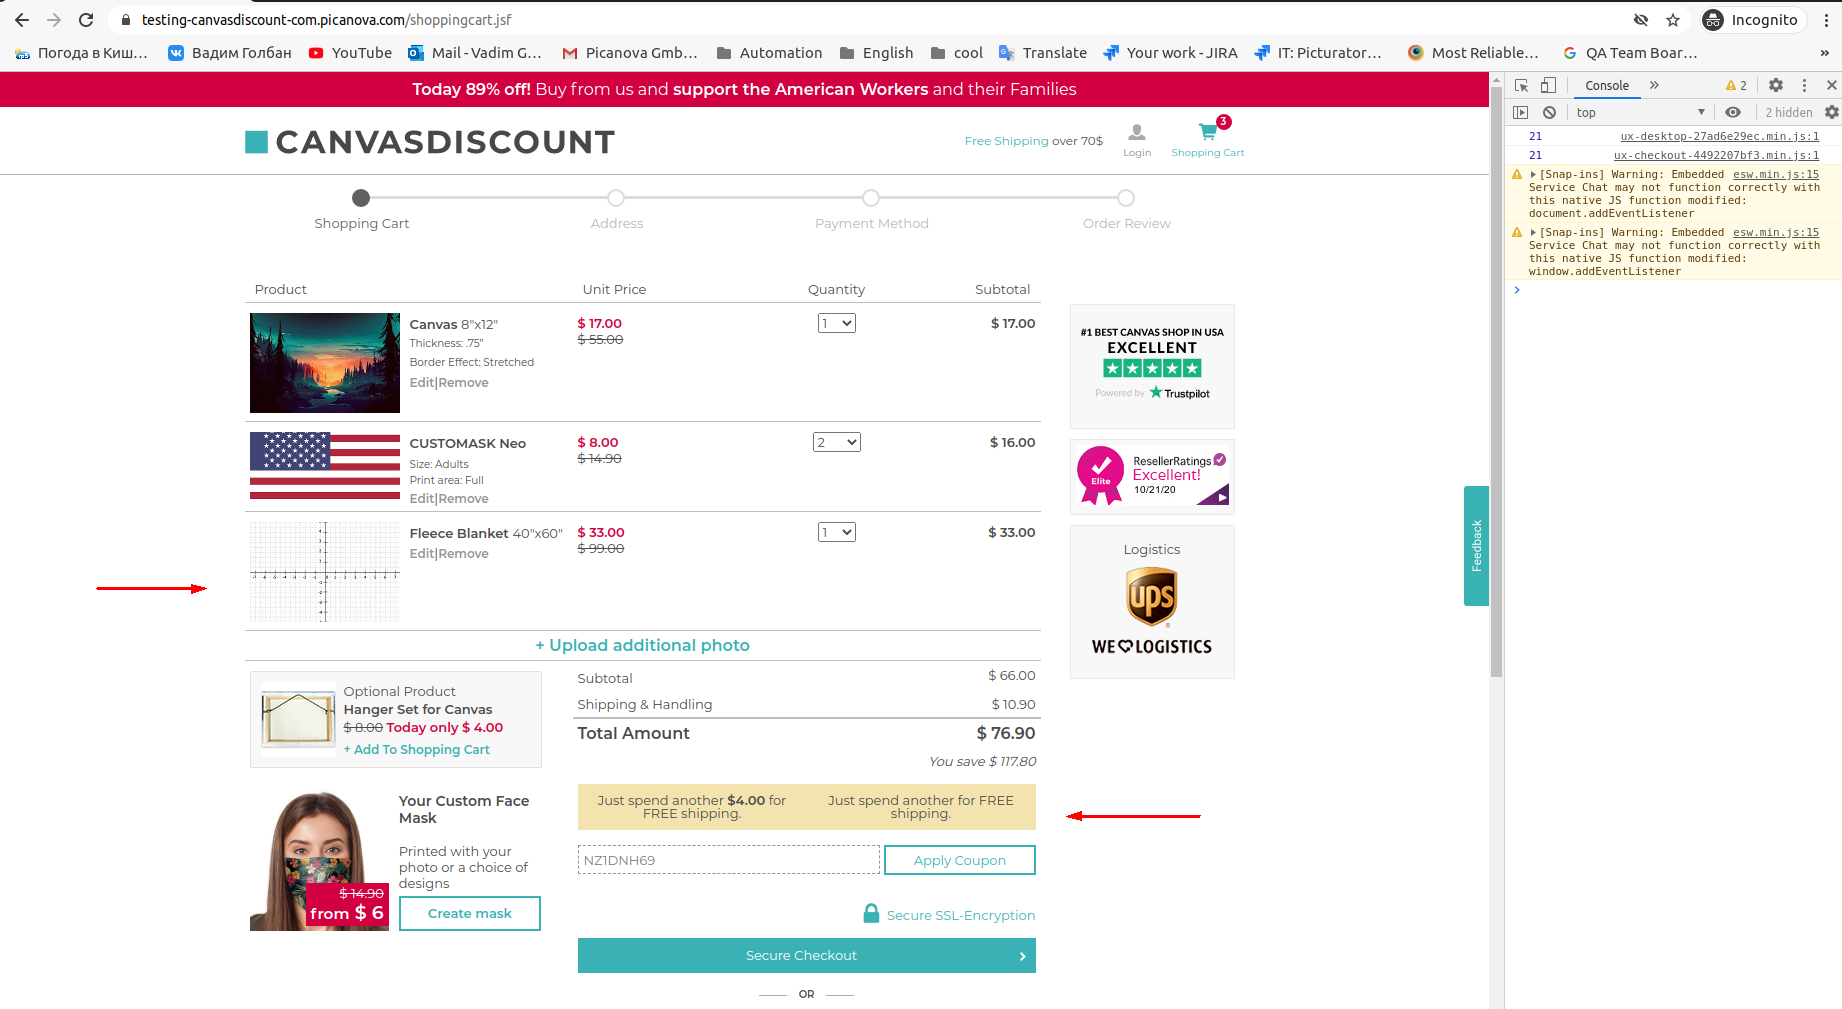 testing-canvasdiscount-com.picanova.com/shoppingcart.jsf
Incognito
Погода в Киш...
Вадим Голбан
YouTube
Mail - Vadim G...
Picanova Gmb...
Automation
English
cool
Translate
Your work - JIRA
IT: Picturator...
Most Reliable...
QA Team Boar...
»
Today 89% off! Buy from us and support the American Workers and their Families
CANVASDISCOUNT
Free Shipping over 70$
Login
3
Shopping Cart
Shopping Cart
Address
Payment Method
Order Review
Product
Unit Price
Quantity
Subtotal
Canvas 8"x12"
Thickness: .75"
Border Effect: Stretched
Edit|Remove
$ 17.00
$ 55.00
1
$ 17.00
CUSTOMASK Neo
Size: Adults
Print area: Full
Edit|Remove
$ 8.00
$ 14.90
2
$ 16.00
Fleece Blanket 40"x60"
Edit|Remove
$ 33.00
$ 99.00
1
$ 33.00
+ Upload additional photo
Optional Product
Hanger Set for Canvas
$ 8.00 Today only $ 4.00
+ Add To Shopping Cart
Subtotal
$ 66.00
Shipping & Handling
$ 10.90
Total Amount
$ 76.90
You save $ 117.80
Just spend another $4.00 for
FREE shipping.
Just spend another for FREE
shipping.
NZ1DNH69
Apply Coupon
Secure SSL-Encryption
Secure Checkout
OR
Your Custom Face
Mask
Printed with your
photo or a choice of
designs
$ 14.90
from $ 6
Create mask
#1 BEST CANVAS SHOP IN USA
EXCELLENT
Powered by Trustpilot
Elite
ResellerRatings
Excellent!
10/21/20
Logistics
ups
WE LOGISTICS
Feedback
Console
»
2
top
2 hidden
21 ux-desktop-27ad6e29ec.min.js:1
21 ux-checkout-4492207bf3.min.js:1
[Snap-ins] Warning: Embedded esw.min.js:15
Service Chat may not function correctly with
this native JS function modified:
document.addEventListener
[Snap-ins] Warning: Embedded esw.min.js:15
Service Chat may not function correctly with
this native JS function modified:
window.addEventListener